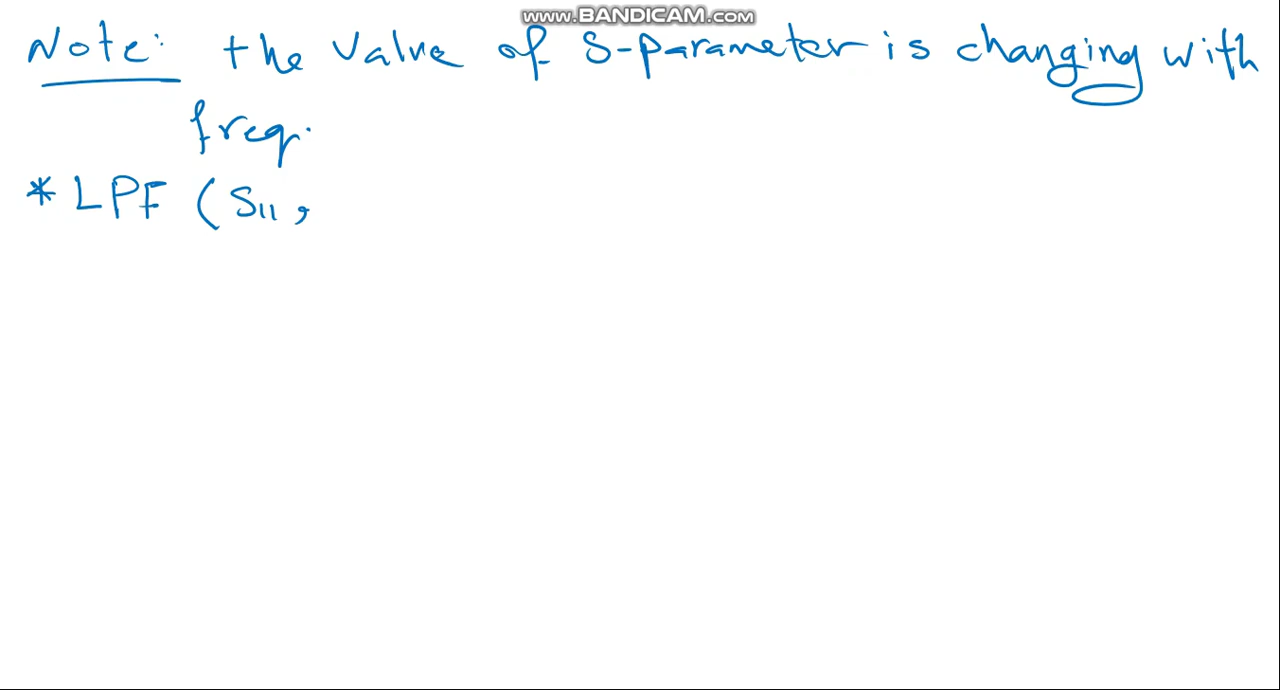 www.BANDICAM.com
Note: the value of S-parameter is changing with
freq.
* LPF (S11,